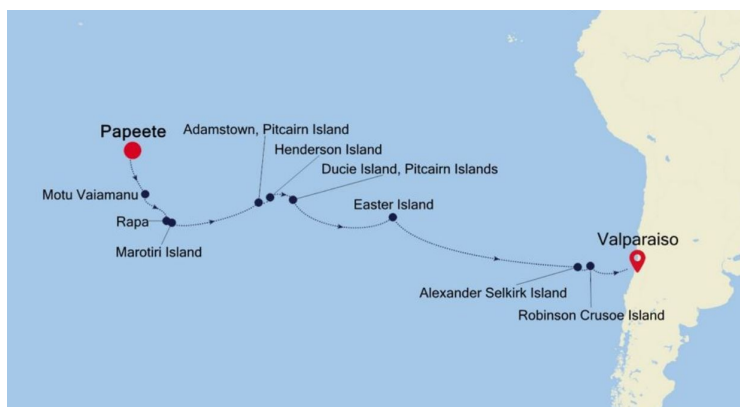 Papeete
Adamstown, Pitcairn Island
Henderson Island
Ducie Island, Pitcairn Islands
Motu Vaiamanu
Easter Island
Rapa
Marotiri Island
Valparaiso
Alexander Selkirk Island
Robinson Crusoe Island